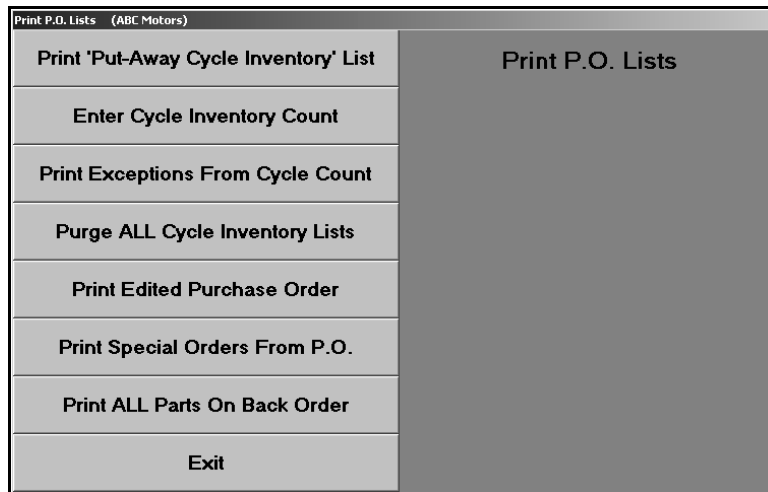 Print P.O. Lists (ABC Motors)
Print 'Put-Away Cycle Inventory' List
Print P.O. Lists
Enter Cycle Inventory Count
Print Exceptions From Cycle Count
Purge ALL Cycle Inventory Lists
Print Edited Purchase Order
Print Special Orders From P.O.
Print ALL Parts On Back Order
Exit